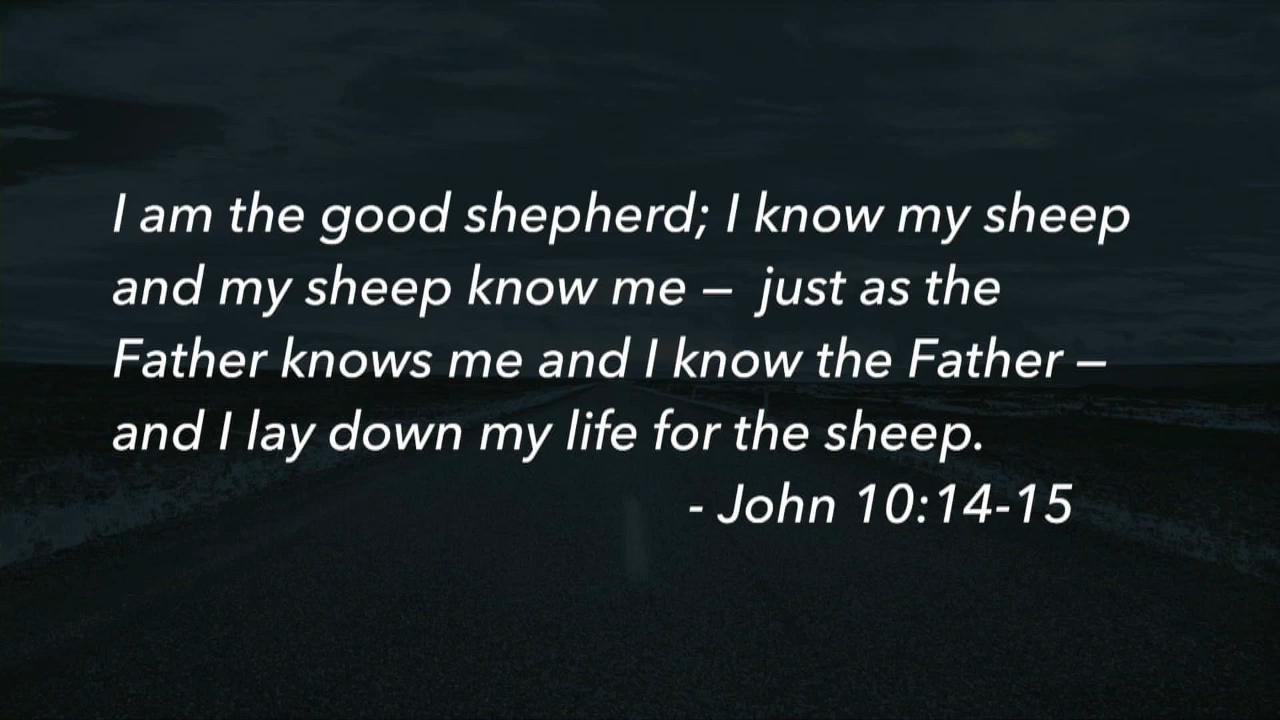 I am the good shepherd; I know my sheep
and my sheep know me – just as the
Father knows me and I know the Father –
and I lay down my life for the sheep.
- John 10:14-15